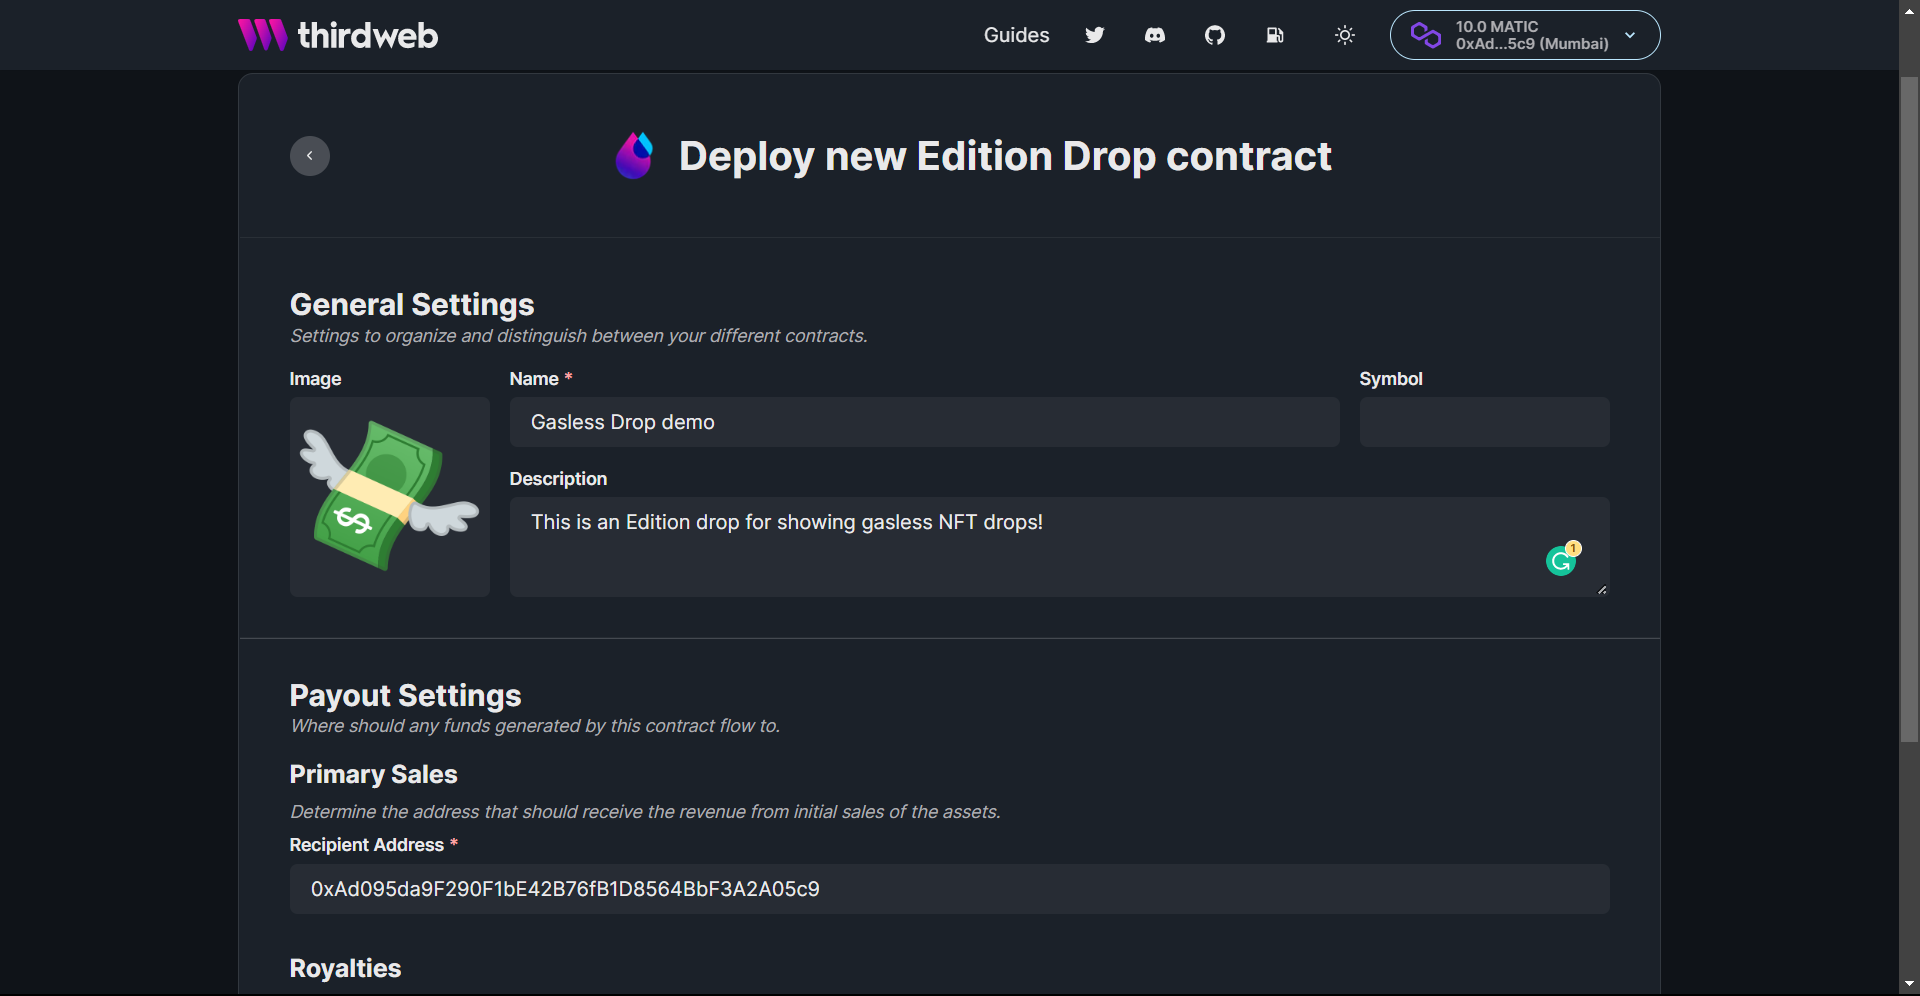 thirdweb
Guides
10.0 MATIC
0xAd...5c9 (Mumbai)
Deploy new Edition Drop contract
General Settings
Settings to organize and distinguish between your different contracts.
Image
Name *
Symbol
Gasless Drop demo
Description
This is an Edition drop for showing gasless NFT drops!
1
Payout Settings
Where should any funds generated by this contract flow to.
Primary Sales
Determine the address that should receive the revenue from initial sales of the assets.
Recipient Address *
0xAd095da9F290F1bE42B76fB1D8564BbF3A2A05c9
Royalties